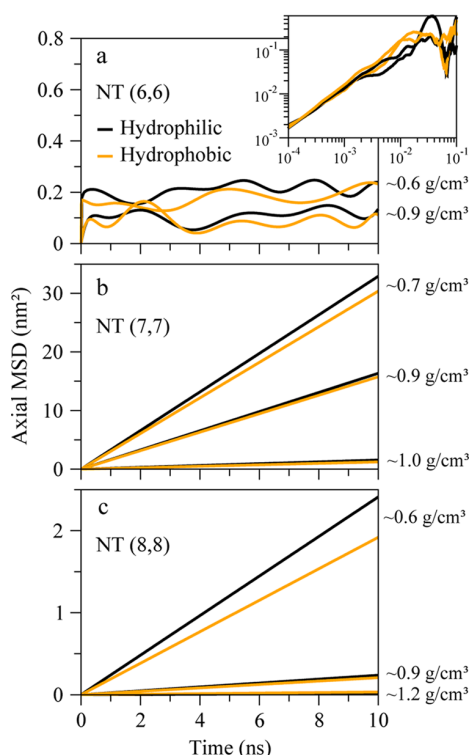 0.8
a
0.6
NT (6,6)
Hydrophilic
0.4
Hydrophobic
0.2
0
10⁻¹
10⁻²
10⁻³
10⁻⁴
10⁻³
10⁻²
10⁻¹
~0.6 g/cm³
~0.9 g/cm³
Axial MSD (nm²)
30
b
NT (7,7)
20
10
0
~0.7 g/cm³
~0.9 g/cm³
~1.0 g/cm³
c
2
NT (8,8)
1
0
~0.6 g/cm³
~0.9 g/cm³
~1.2 g/cm³
0
2
4
6
8
10
Time (ns)